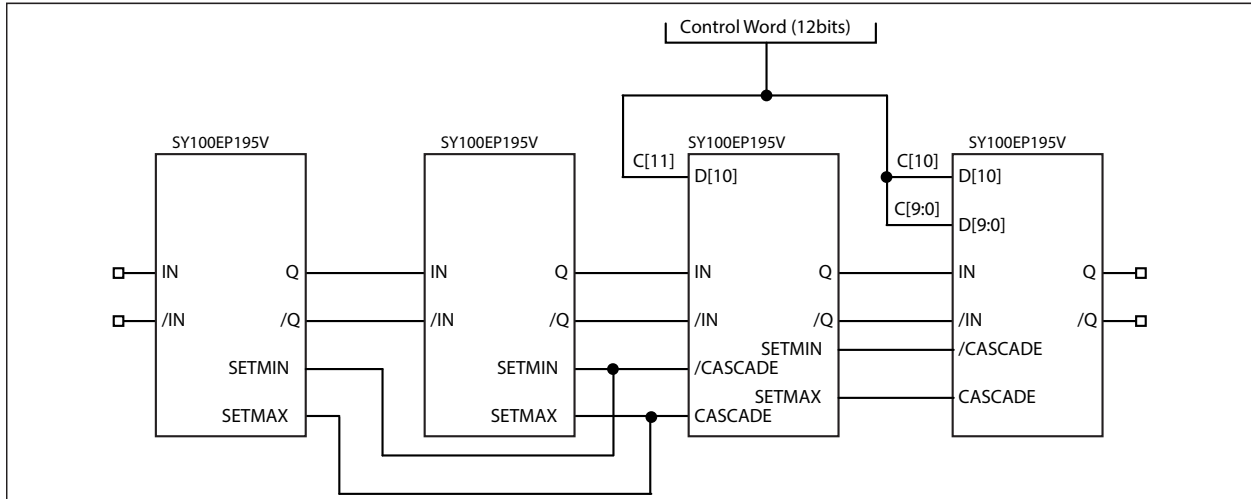 Control Word (12bits)
SY100EP195V
SY100EP195V
SY100EP195V
SY100EP195V
C[11]
D[10]
C[10]
D[10]
C[9:0]
D[9:0]
IN
Q
IN
Q
IN
Q
IN
Q
/IN
/Q
/IN
/Q
/IN
/Q
/IN
/Q
SETMIN
/CASCADE
SETMIN
SETMIN
/CASCADE
SETMAX
CASCADE
SETMAX
SETMAX
CASCADE